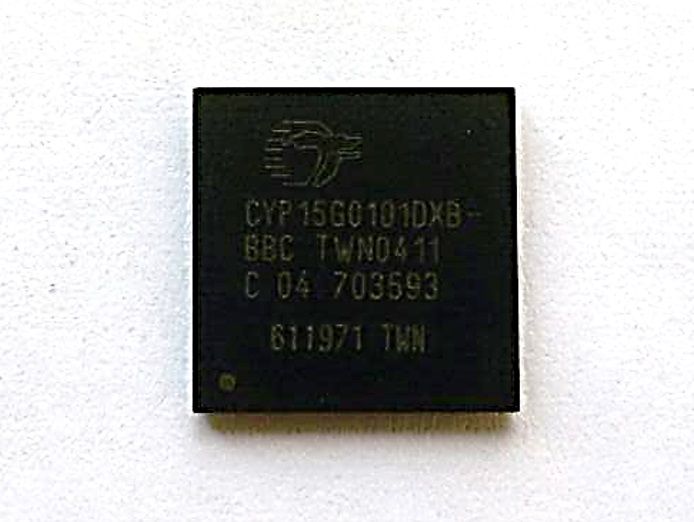 CYP15G0101DXB-
BBC TWN0411
C 04 703593
611971 TWN